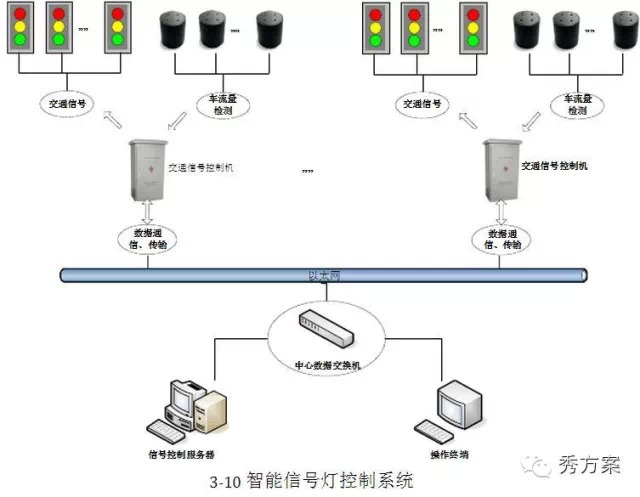 交通信号
车流量
检测
交通信号
车流量
检测
交通信号控制机
交通信号控制机
数据通
信、传输
数据通
信、传输
以太网
中心数据交换机
信号控制服务器
操作终端
秀方案
3-10 智能信号灯控制系统